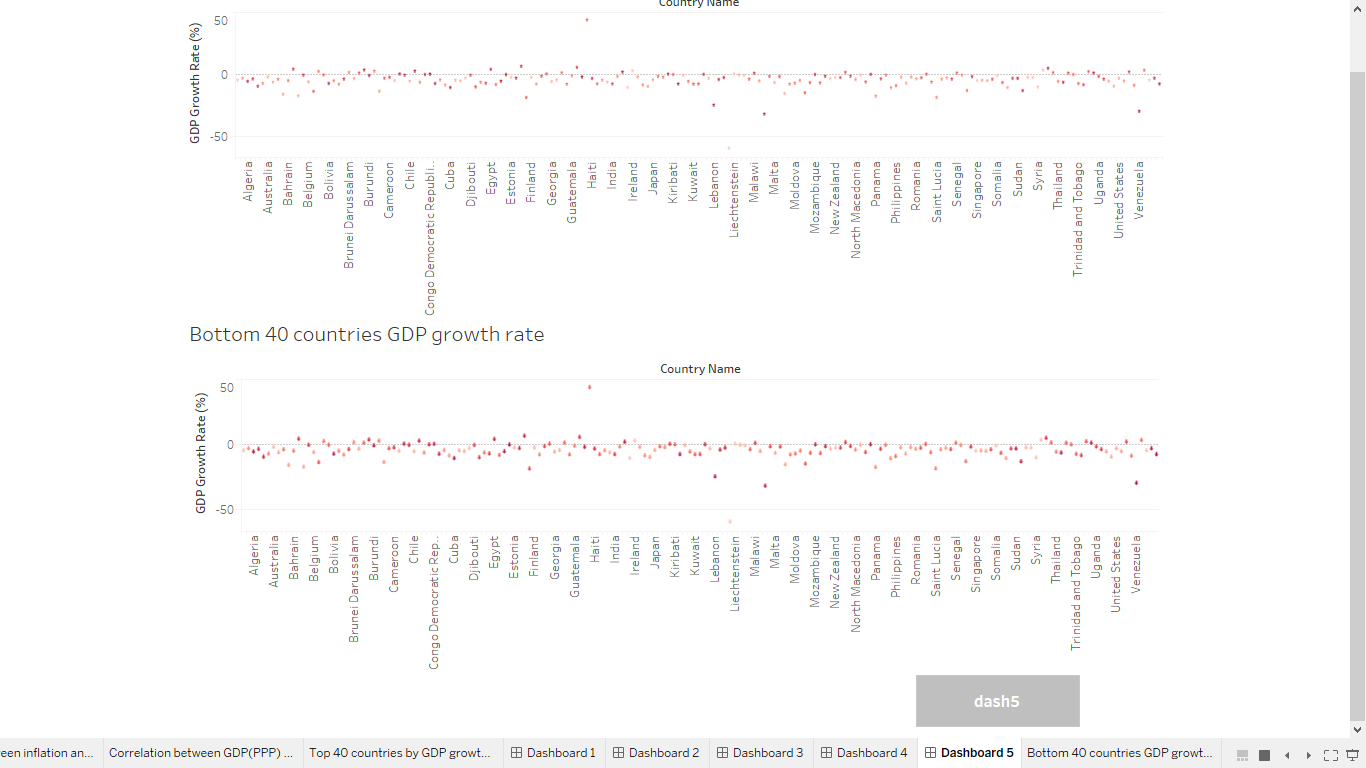 Country Name
GDP Growth Rate (%)
50
0
-50
Algeria
Australia
Bahrain
Belgium
Bolivia
Brunei Darussalam
Burundi
Cameroon
Chile
Congo Democratic Republi..
Cuba
Djibouti
Egypt
Estonia
Finland
Georgia
Guatemala
Haiti
India
Ireland
Japan
Kiribati
Kuwait
Lebanon
Liechtenstein
Malawi
Malta
Moldova
Mozambique
New Zealand
North Macedonia
Panama
Philippines
Romania
Saint Lucia
Senegal
Singapore
Somalia
Sudan
Syria
Thailand
Trinidad and Tobago
Uganda
United States
Venezuela
Bottom 40 countries GDP growth rate
Country Name
GDP Growth Rate (%)
50
0
-50
Algeria
Australia
Bahrain
Belgium
Bolivia
Brunei Darussalam
Burundi
Cameroon
Chile
Congo Democratic Rep..
Cuba
Djibouti
Egypt
Estonia
Finland
Georgia
Guatemala
Haiti
India
Ireland
Japan
Kiribati
Kuwait
Lebanon
Liechtenstein
Malawi
Malta
Moldova
Mozambique
New Zealand
North Macedonia
Panama
Philippines
Romania
Saint Lucia
Senegal
Singapore
Somalia
Sudan
Syria
Thailand
Trinidad and Tobago
Uganda
United States
Venezuela
dash5
een inflation an...
Correlation between GDP(PPP) ...
Top 40 countries by GDP growt...
Dashboard 1
Dashboard 2
Dashboard 3
Dashboard 4
Dashboard 5
Bottom 40 countries GDP growt...